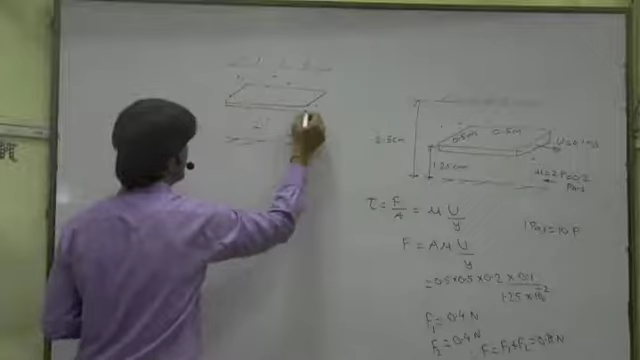 2.5cm
0.5m 0.5m U=0.1 m/s
1.25cm
μ=2 P=0.2
Pa·s
τ = F/A = μ U/y
1 Pa·s = 10 P
F = A μ U/y
= 0.5 × 0.5 × 0.2 × 0.1 / 1.25 × 10⁻²
F₁ = 0.4 N
F₂ = 0.4 N
∴ F = F₁ + F₂ = 0.8 N